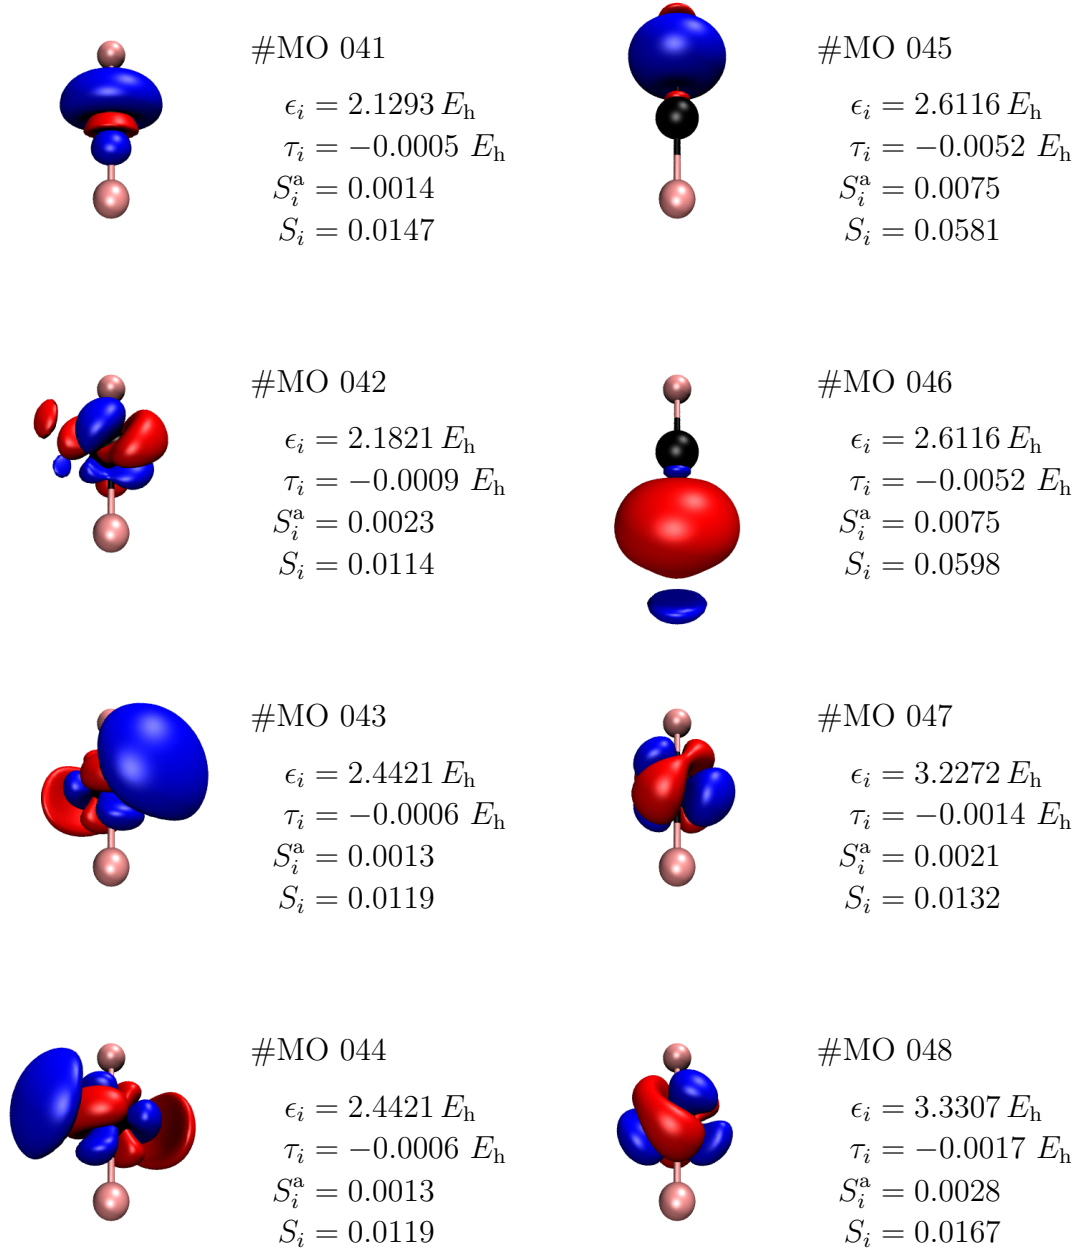 #MO 041
ϵᵢ = 2.1293 Eₕ
τᵢ = −0.0005 Eₕ
Sᵢᵃ = 0.0014
Sᵢ = 0.0147
#MO 042
ϵᵢ = 2.1821 Eₕ
τᵢ = −0.0009 Eₕ
Sᵢᵃ = 0.0023
Sᵢ = 0.0114
#MO 043
ϵᵢ = 2.4421 Eₕ
τᵢ = −0.0006 Eₕ
Sᵢᵃ = 0.0013
Sᵢ = 0.0119
#MO 044
ϵᵢ = 2.4421 Eₕ
τᵢ = −0.0006 Eₕ
Sᵢᵃ = 0.0013
Sᵢ = 0.0119
#MO 045
ϵᵢ = 2.6116 Eₕ
τᵢ = −0.0052 Eₕ
Sᵢᵃ = 0.0075
Sᵢ = 0.0581
#MO 046
ϵᵢ = 2.6116 Eₕ
τᵢ = −0.0052 Eₕ
Sᵢᵃ = 0.0075
Sᵢ = 0.0598
#MO 047
ϵᵢ = 3.2272 Eₕ
τᵢ = −0.0014 Eₕ
Sᵢᵃ = 0.0021
Sᵢ = 0.0132
#MO 048
ϵᵢ = 3.3307 Eₕ
τᵢ = −0.0017 Eₕ
Sᵢᵃ = 0.0028
Sᵢ = 0.0167